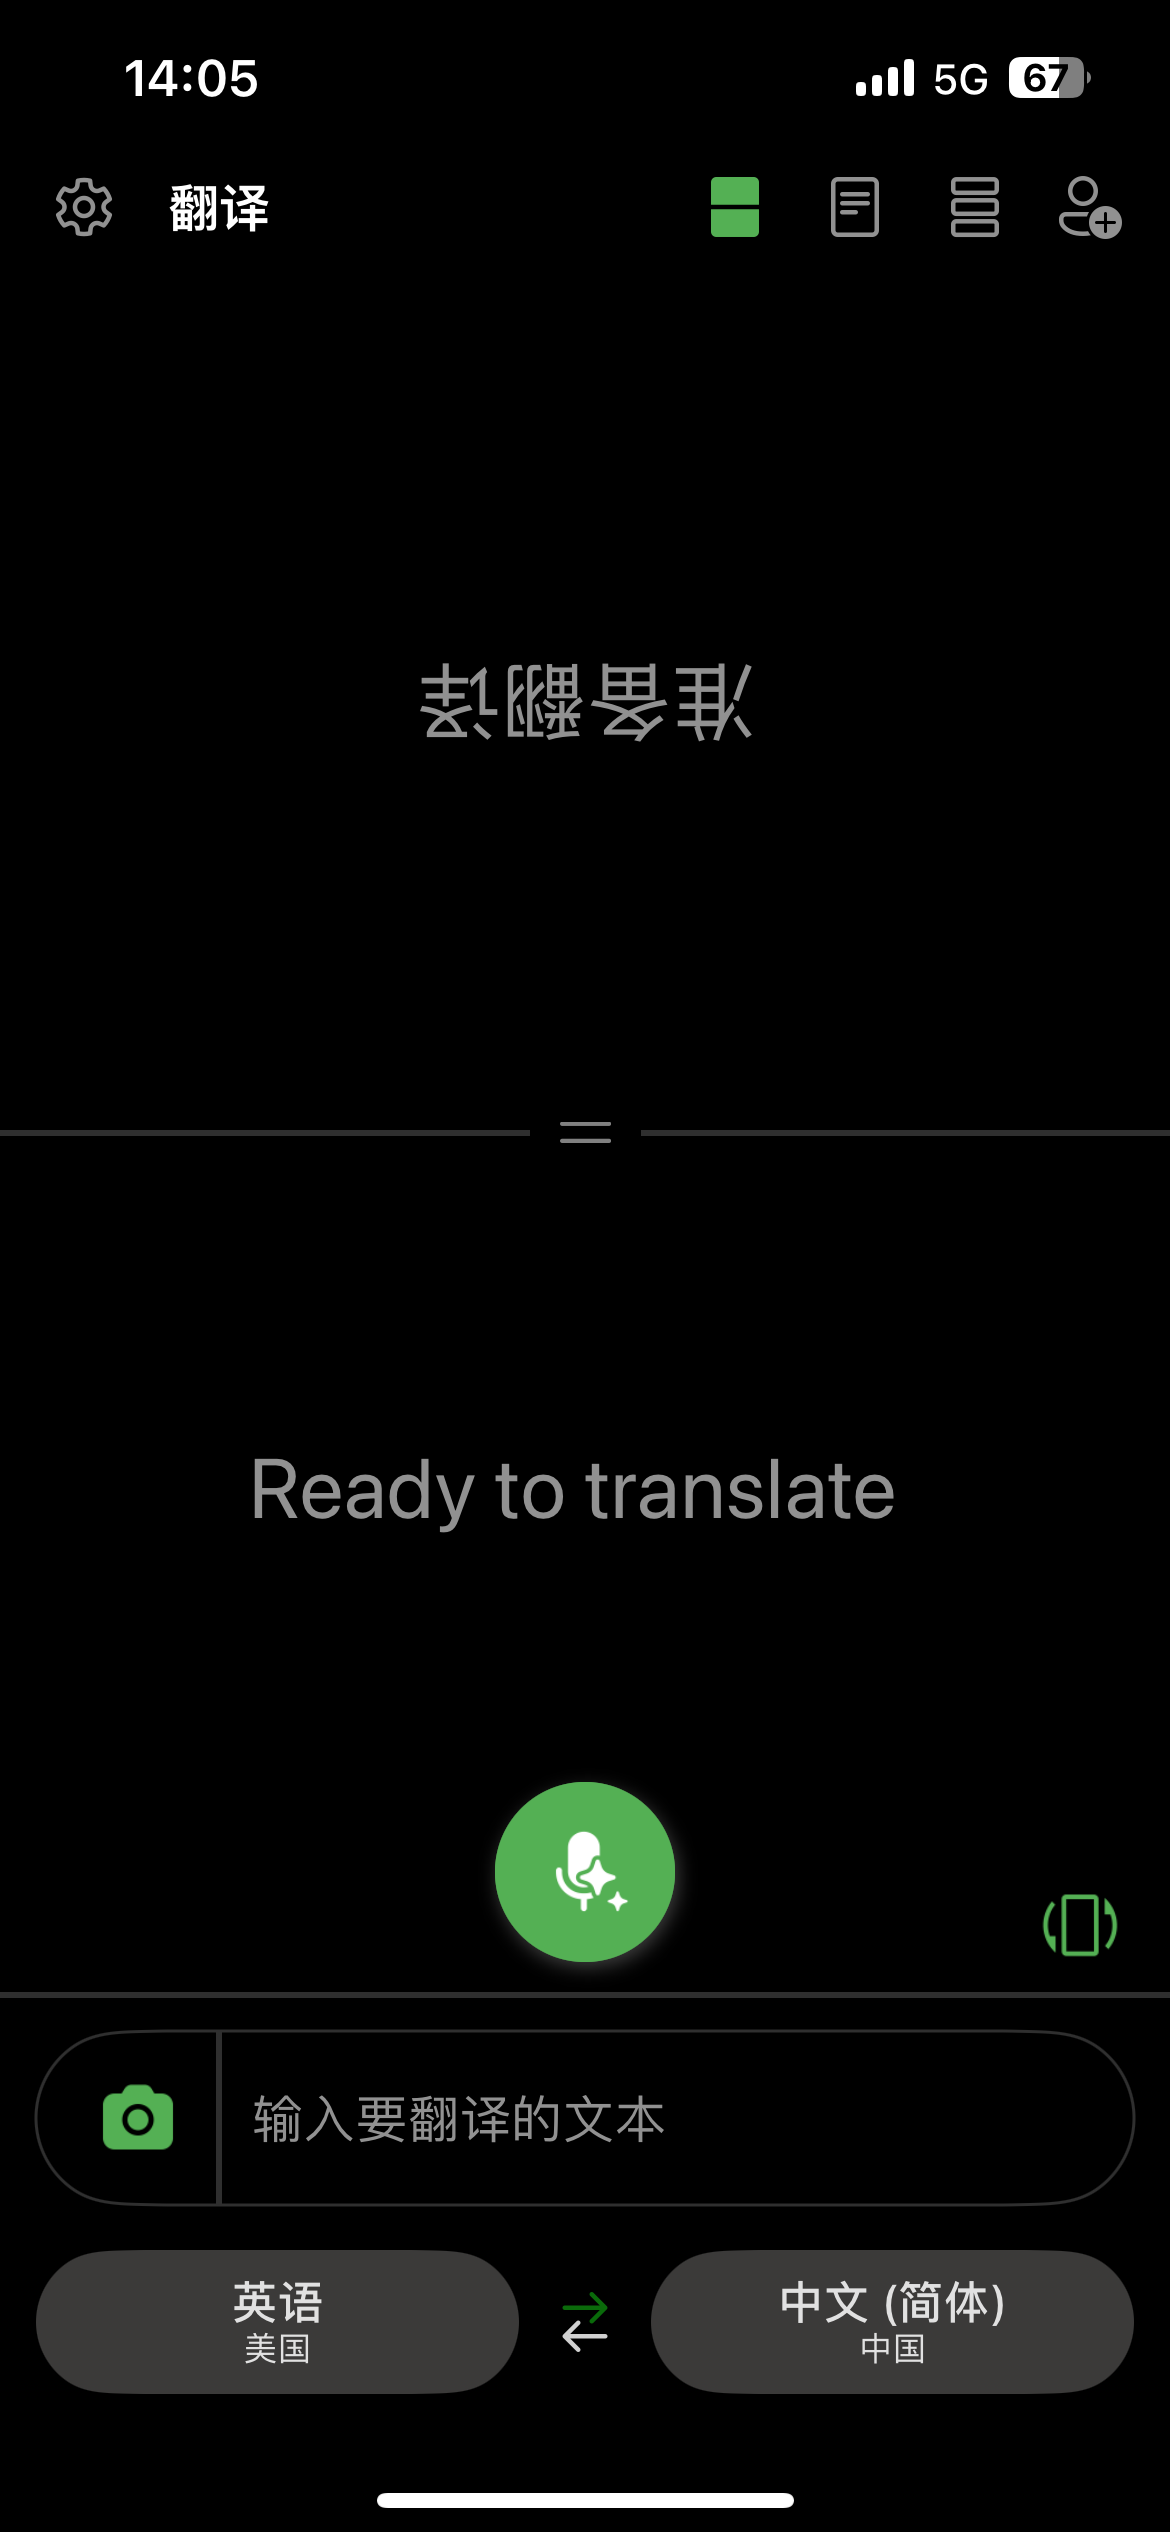 14:05
5G
67
翻译
准备翻译
Ready to translate
输入要翻译的文本
英语
美国
中文 (简体)
中国